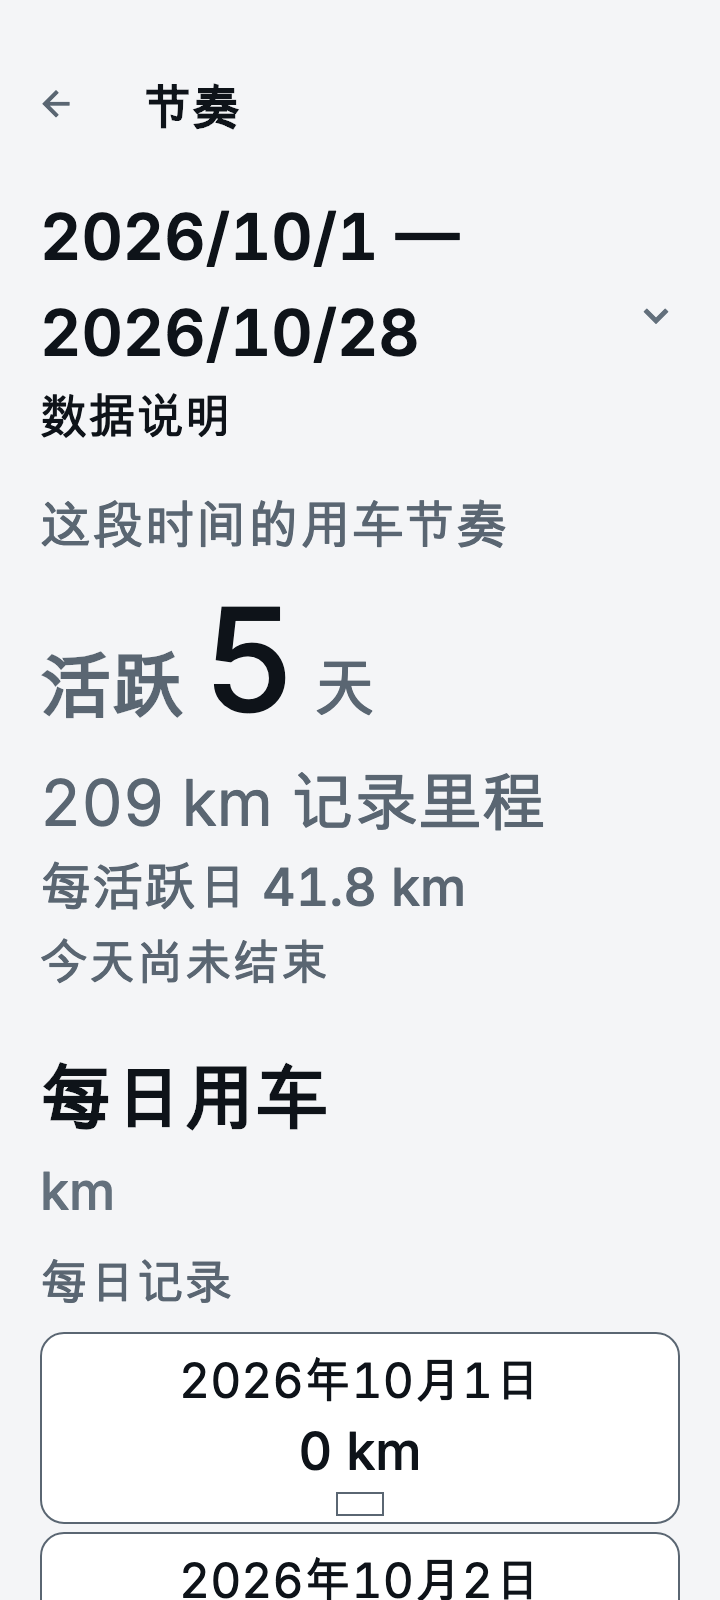 节奏
2026/10/1 —
2026/10/28
数据说明
这段时间的用车节奏
活跃 5 天
209 km 记录里程
每活跃日 41.8 km
今天尚未结束
每日用车
km
每日记录
2026年10月1日
0 km
2026年10月2日